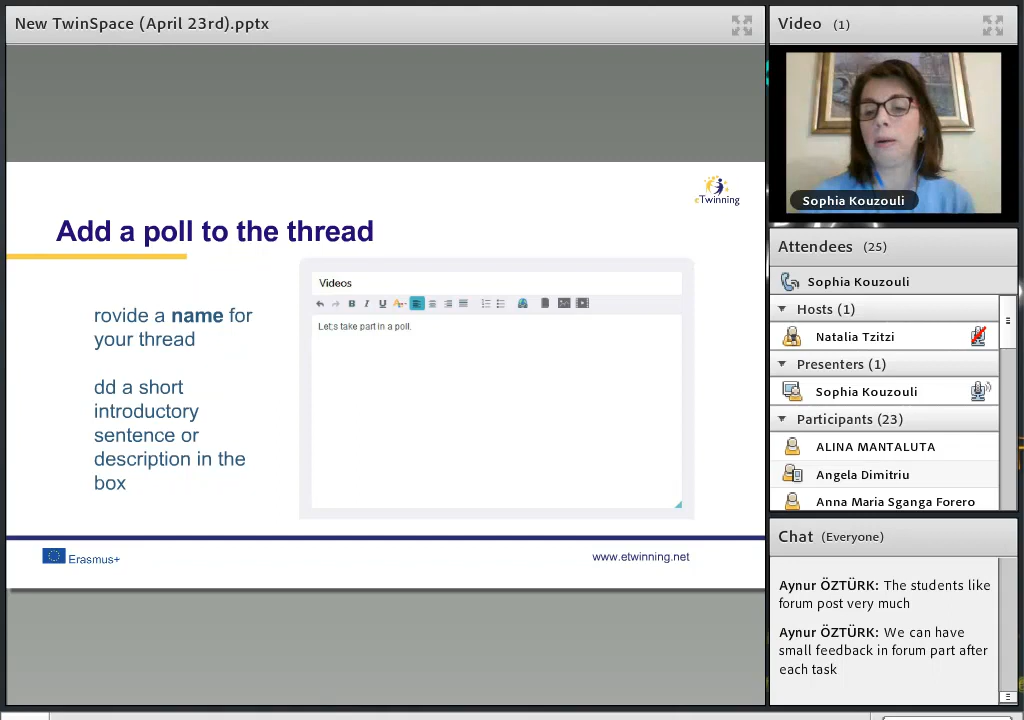 New TwinSpace (April 23rd).pptx
eTwinning
Add a poll to the thread
rovide a name for
your thread
dd a short
introductory
sentence or
description in the
box
Videos
B I U A
Let;s take part in a poll.
Erasmus+
www.etwinning.net
Video (1)
Sophia Kouzouli
Attendees (25)
Sophia Kouzouli
Hosts (1)
Natalia Tzitzi
Presenters (1)
Sophia Kouzouli
Participants (23)
ALINA MANTALUTA
Angela Dimitriu
Anna Maria Sganga Forero
Chat (Everyone)
Aynur ÖZTÜRK: The students like
forum post very much
Aynur ÖZTÜRK: We can have
small feedback in forum part after
each task